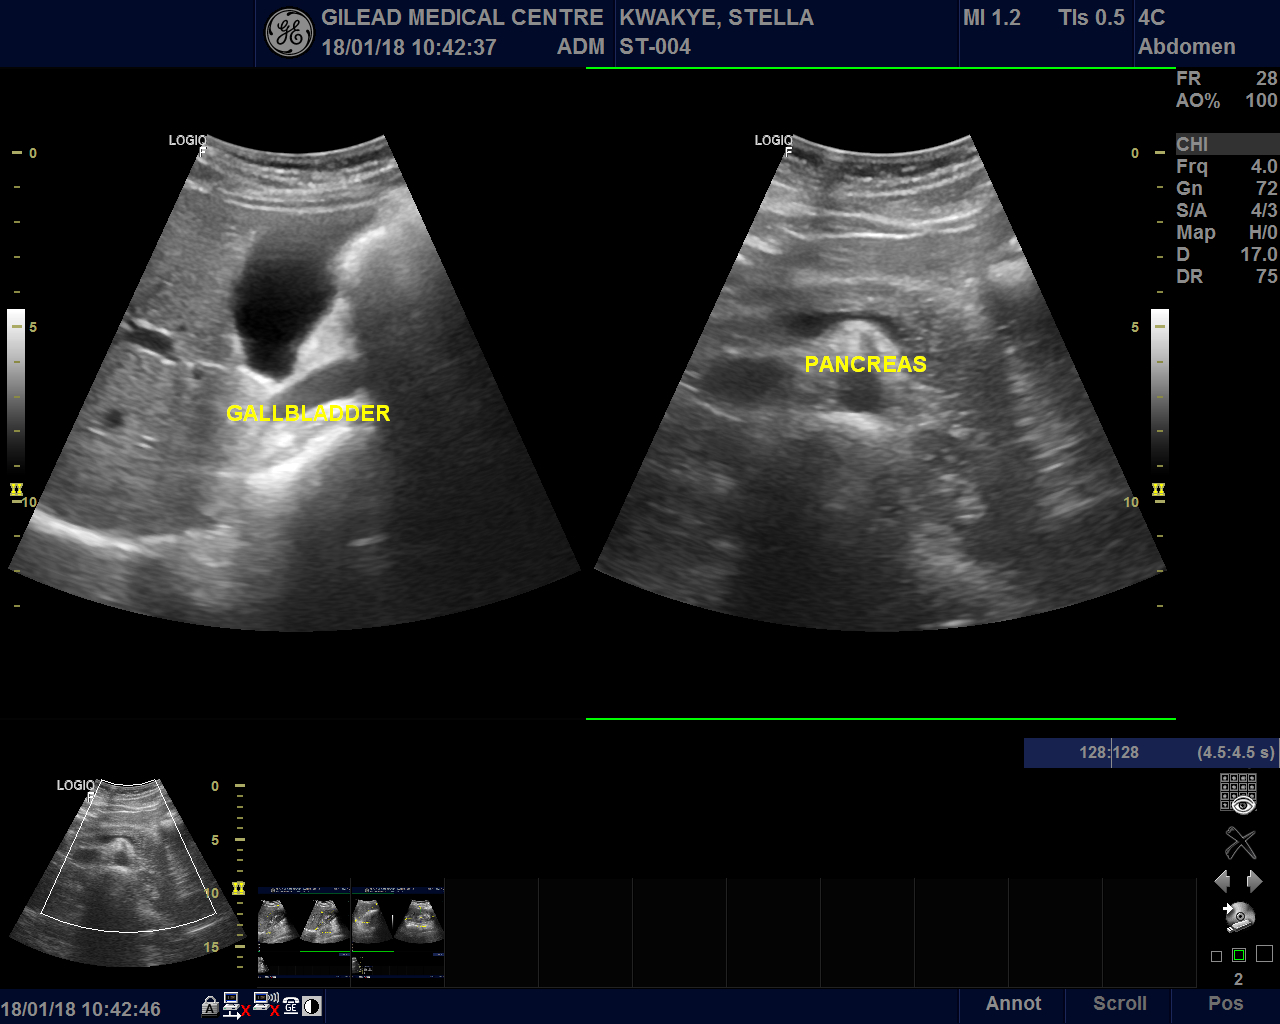 GILEAD MEDICAL CENTRE
18/01/18 10:42:37 ADM
KWAKYE, STELLA
ST-004
MI 1.2 TIs 0.5
4C
Abdomen
FR 28
AO% 100
CHI
Frq 4.0
Gn 72
S/A 4/3
Map H/0
D 17.0
DR 75
LOGIQ
F
0
5
10
GALLBLADDER
LOGIQ
F
0
5
10
PANCREAS
128:128 (4.5:4.5 s)
LOGIQ
F
0
5
10
15
2
18/01/18 10:42:46
Annot Scroll Pos